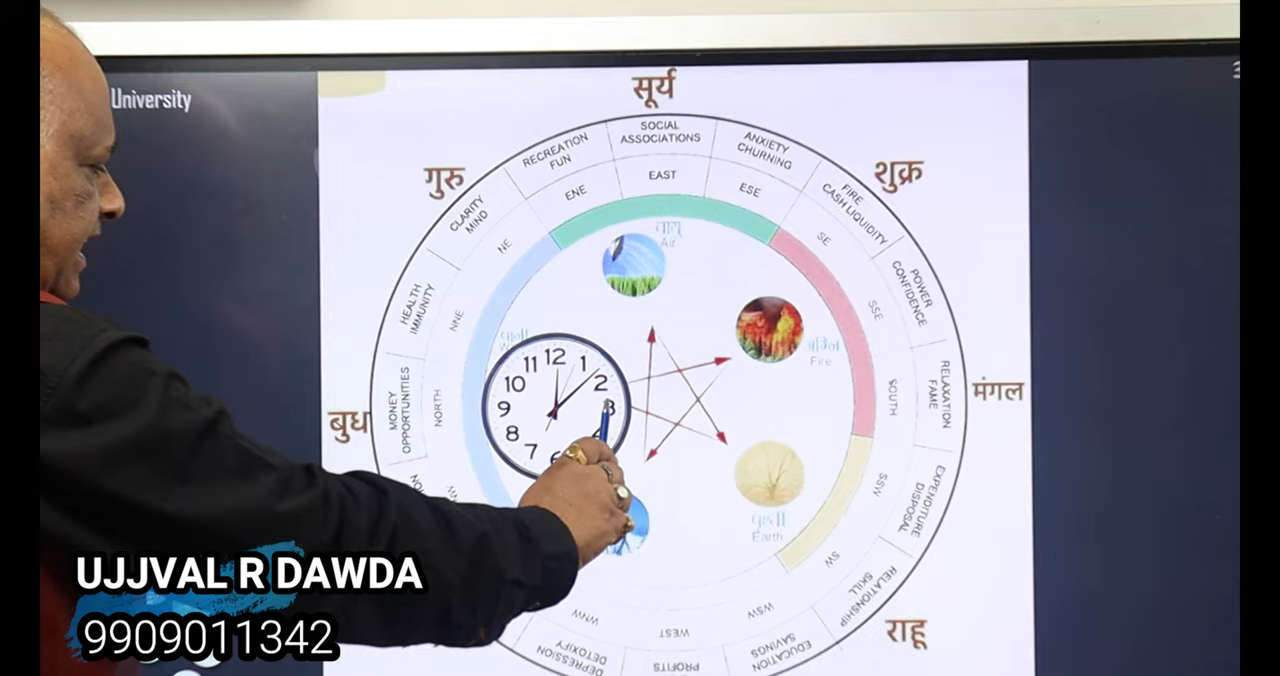 University
सूर्य
SOCIAL
ASSOCIATIONS
RECREATION
FUN
ANXIETY
CHURNING
गुरु
शुक्र
EAST
ENE
ESE
CLARITY
MIND
FIRE
CASH LIQUIDITY
NE
SE
वायु
Air
HEALTH
IMMUNITY
POWER
CONFIDENCE
NNE
SSE
अग्नि
Fire
पानी
12
11
1
10
2
9
3
8
7
MONEY
OPPORTUNITIES
NORTH
बुध
SOUTH
RELAXATION
FAME
मंगल
SSW
EXPENDITURE
DISPOSAL
पृथ्वी
Earth
SW
RELATIONSHIP
SKILL
राहू
UJJVAL R DAWDA
9909011342
WNW
WEST
WSW
DEPRESSION
DETOXIFY
PROFITS
EDUCATION
SAVINGS